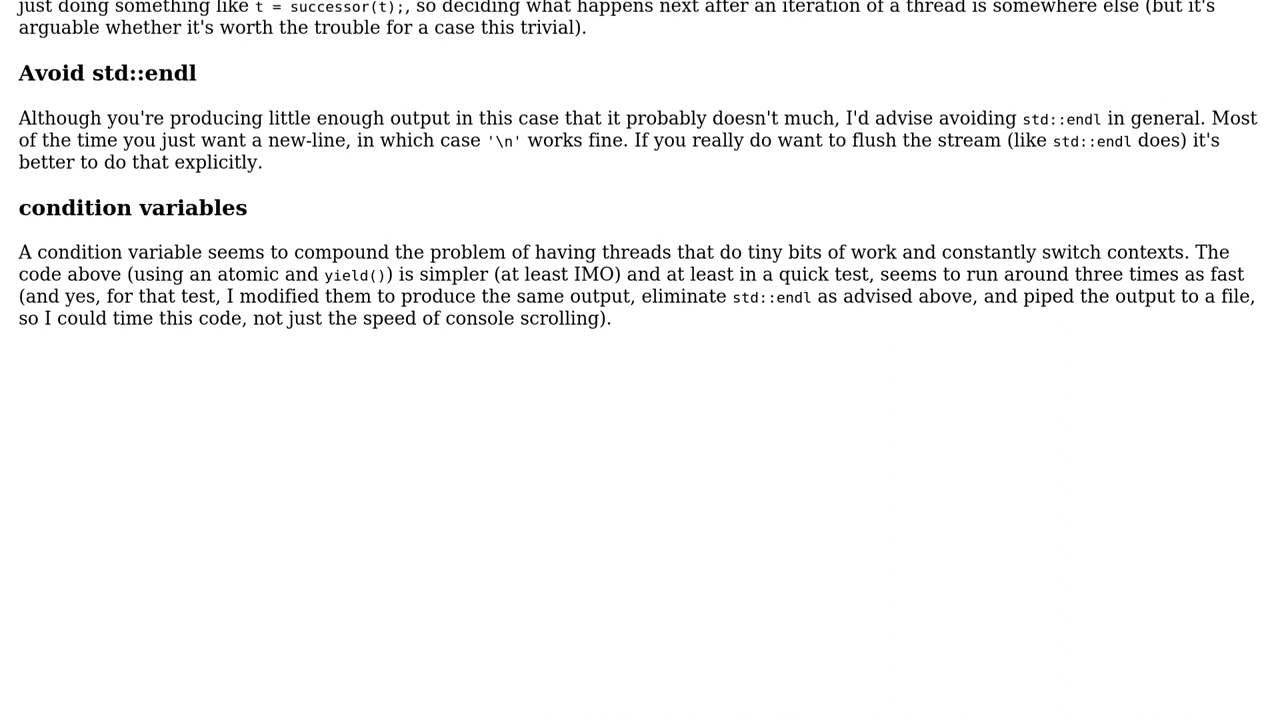 just doing something like t = successor(t);, so deciding what happens next after an iteration of a thread is somewhere else (but it's
arguable whether it's worth the trouble for a case this trivial).
Avoid std::endl
Although you're producing little enough output in this case that it probably doesn't much, I'd advise avoiding std::endl in general. Most
of the time you just want a new-line, in which case '\n' works fine. If you really do want to flush the stream (like std::endl does) it's
better to do that explicitly.
condition variables
A condition variable seems to compound the problem of having threads that do tiny bits of work and constantly switch contexts. The
code above (using an atomic and yield()) is simpler (at least IMO) and at least in a quick test, seems to run around three times as fast
(and yes, for that test, I modified them to produce the same output, eliminate std::endl as advised above, and piped the output to a file,
so I could time this code, not just the speed of console scrolling).